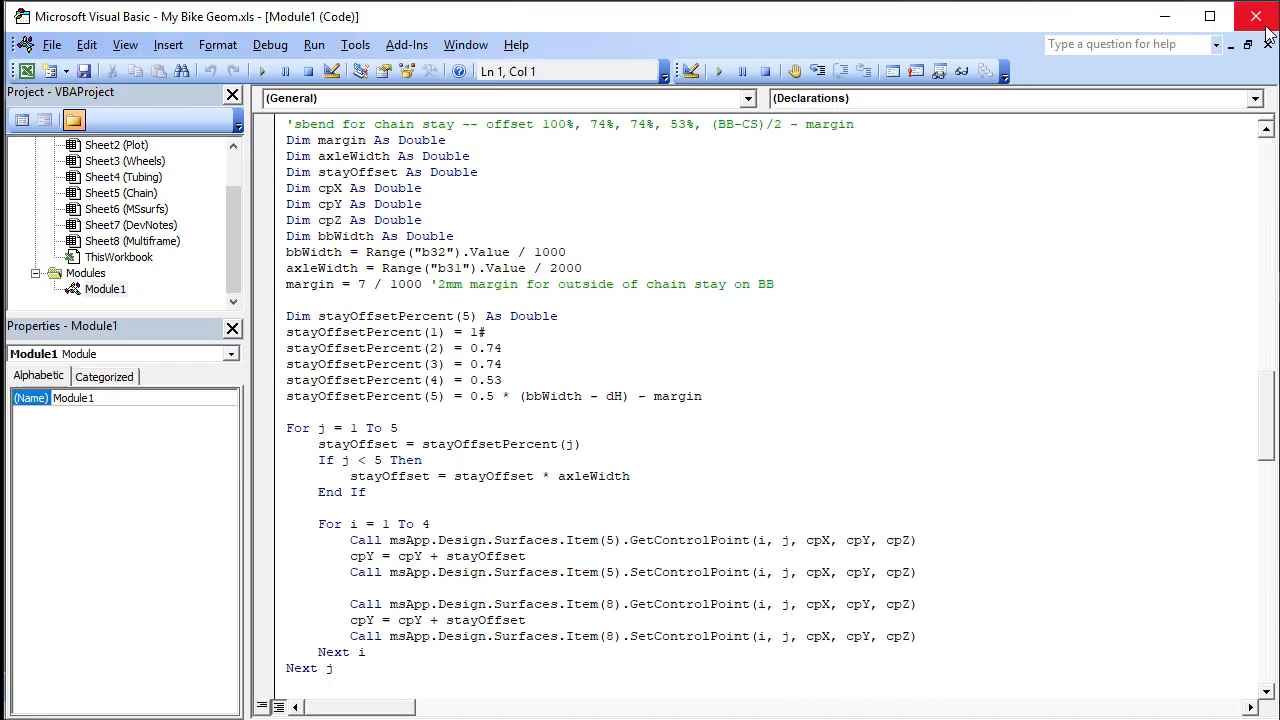 Microsoft Visual Basic - My Bike Geom.xls - [Module1 (Code)]
File Edit View Insert Format Debug Run Tools Add-Ins Window Help
Type a question for help
Ln 1, Col 1
Project - VBAProject
(General)
(Declarations)
Sheet2 (Plot)
Sheet3 (Wheels)
Sheet4 (Tubing)
Sheet5 (Chain)
Sheet6 (MSsurfs)
Sheet7 (DevNotes)
Sheet8 (Multiframe)
ThisWorkbook
Modules
Module1
Properties - Module1
Module1 Module
Alphabetic Categorized
(Name) Module1
'sbend for chain stay -- offset 100%, 74%, 74%, 53%, (BB-CS)/2 - margin
Dim margin As Double
Dim axleWidth As Double
Dim stayOffset As Double
Dim cpX As Double
Dim cpY As Double
Dim cpZ As Double
Dim bbWidth As Double
bbWidth = Range("b32").Value / 1000
axleWidth = Range("b31").Value / 2000
margin = 7 / 1000 '2mm margin for outside of chain stay on BB
Dim stayOffsetPercent(5) As Double
stayOffsetPercent(1) = 1#
stayOffsetPercent(2) = 0.74
stayOffsetPercent(3) = 0.74
stayOffsetPercent(4) = 0.53
stayOffsetPercent(5) = 0.5 * (bbWidth - dH) - margin
For j = 1 To 5
stayOffset = stayOffsetPercent(j)
If j < 5 Then
stayOffset = stayOffset * axleWidth
End If
For i = 1 To 4
Call msApp.Design.Surfaces.Item(5).GetControlPoint(i, j, cpX, cpY, cpZ)
cpY = cpY + stayOffset
Call msApp.Design.Surfaces.Item(5).SetControlPoint(i, j, cpX, cpY, cpZ)
Call msApp.Design.Surfaces.Item(8).GetControlPoint(i, j, cpX, cpY, cpZ)
cpY = cpY + stayOffset
Call msApp.Design.Surfaces.Item(8).SetControlPoint(i, j, cpX, cpY, cpZ)
Next i
Next j